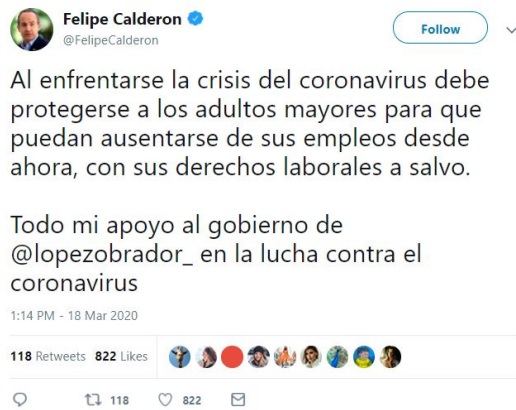 Felipe Calderon
@FelipeCalderon
Follow
Al enfrentarse la crisis del coronavirus debe
protegerse a los adultos mayores para que
puedan ausentarse de sus empleos desde
ahora, con sus derechos laborales a salvo.
Todo mi apoyo al gobierno de
@lopezobrador_ en la lucha contra el
coronavirus
1:14 PM - 18 Mar 2020
118 Retweets 822 Likes
118 822